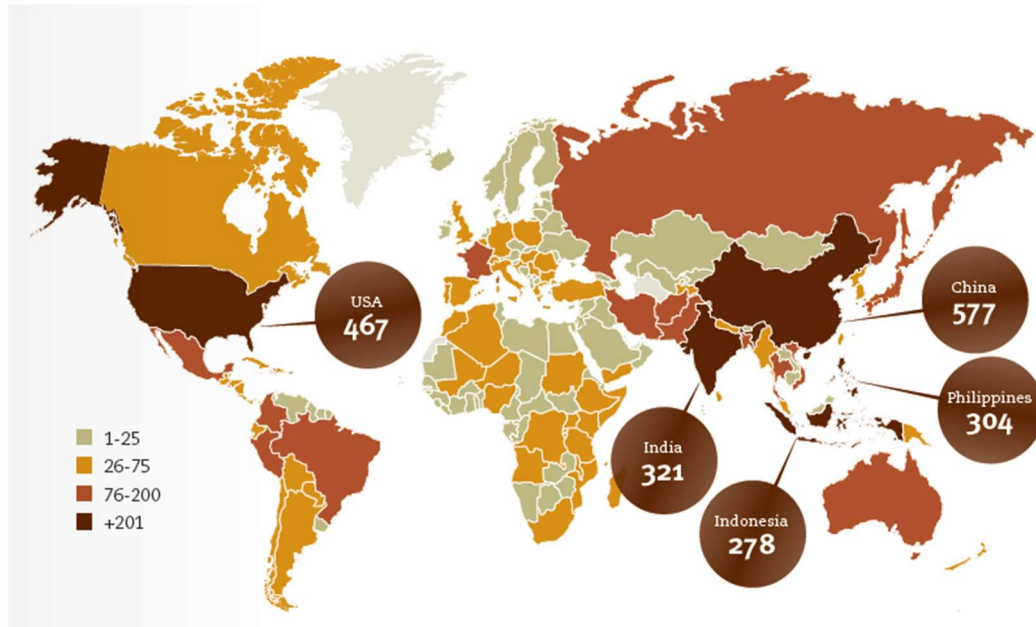 USA
467
China
577
Philippines
304
India
321
Indonesia
278
1-25
26-75
76-200
+201